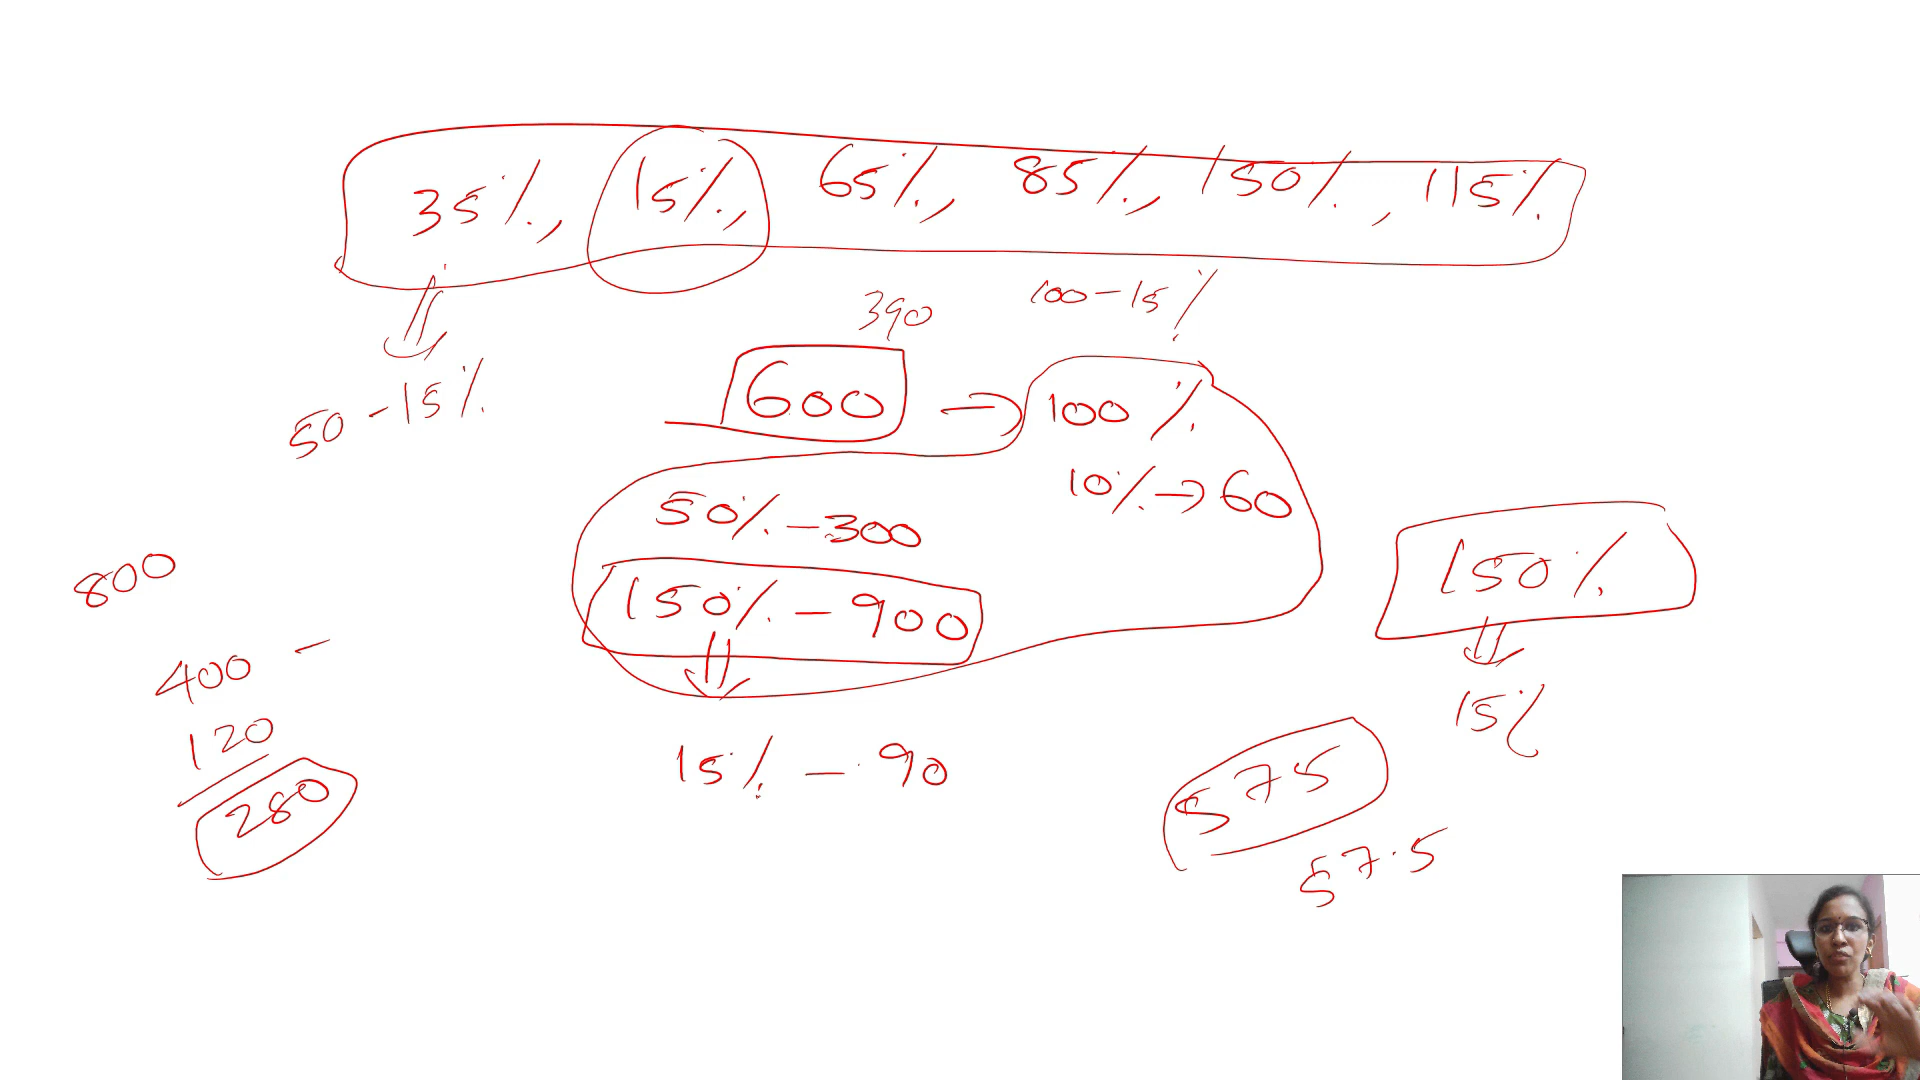 35%, 15%, 65%, 85%, 150%, 115%
390
100-15%
50-15%
600 → 100%
10% → 60
50% - 300
150% - 900
15% - 90
800
400 -
120
280
150%
15%
575
57.5